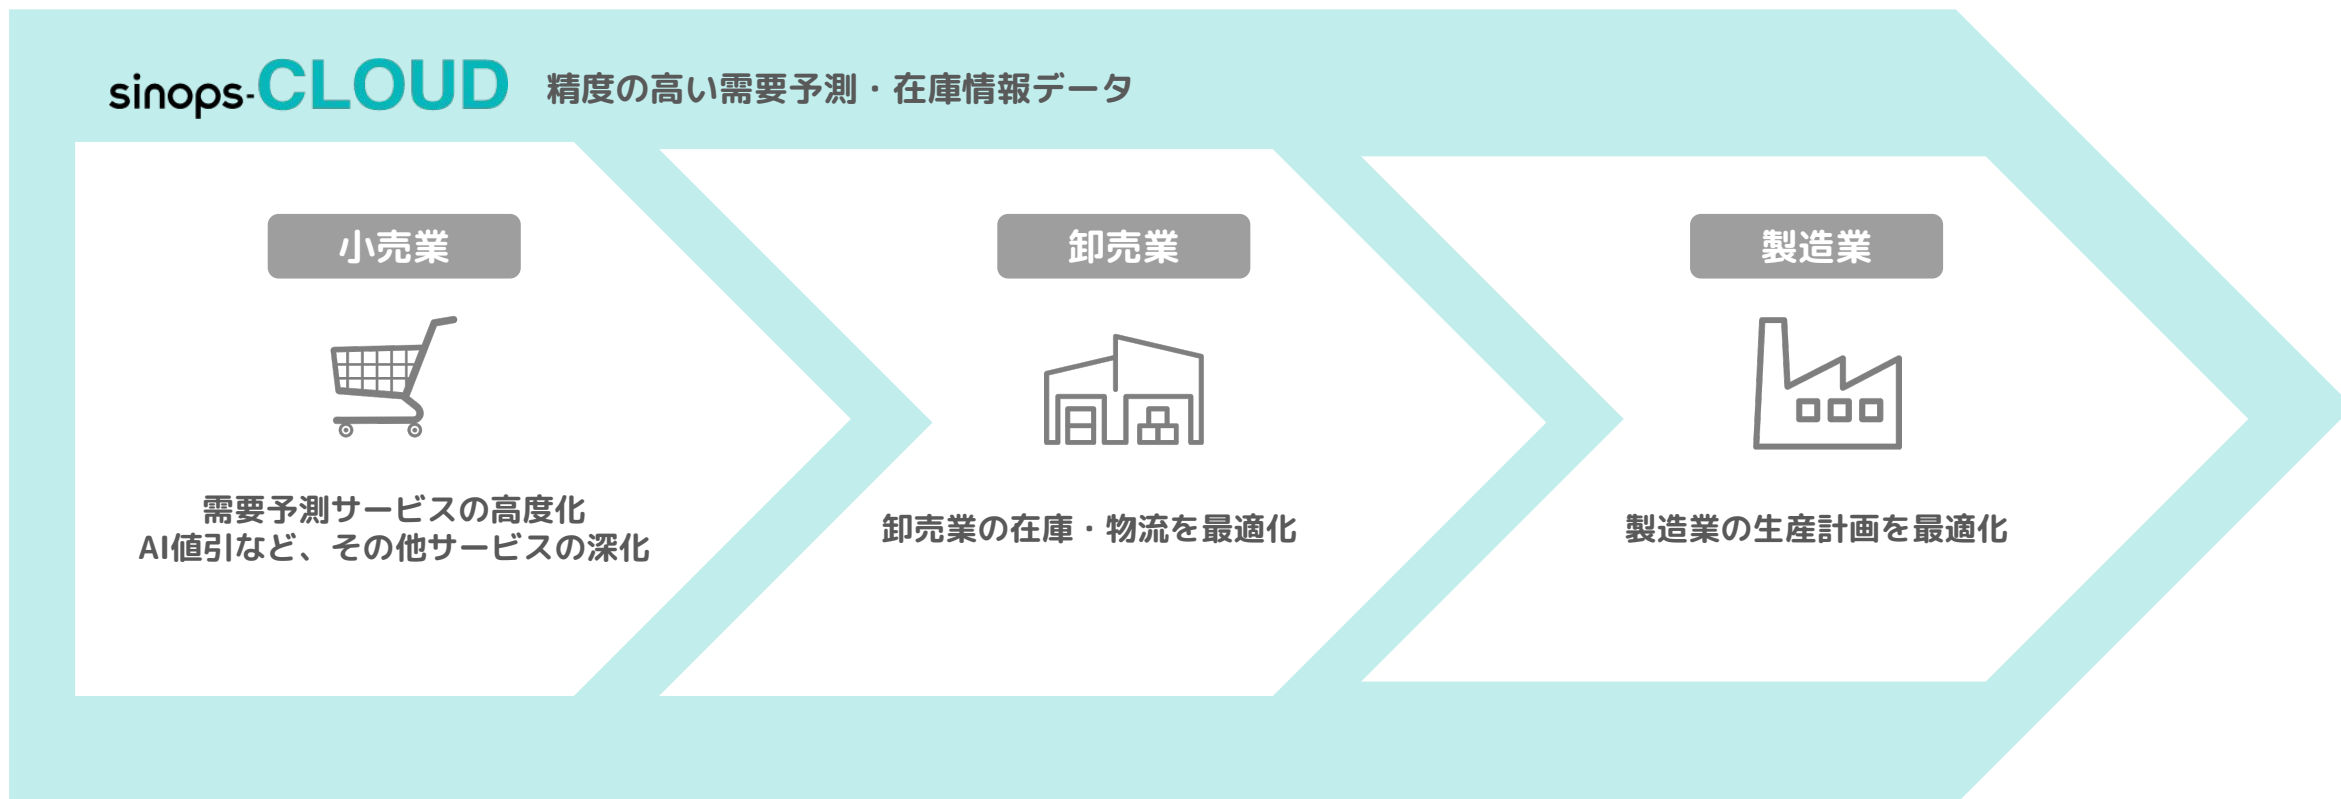 sinops-CLOUD 精度の高い需要予測・在庫情報データ
小売業
需要予測サービスの高度化
AI値引など、その他サービスの深化
卸売業
卸売業の在庫・物流を最適化
製造業
製造業の生産計画を最適化